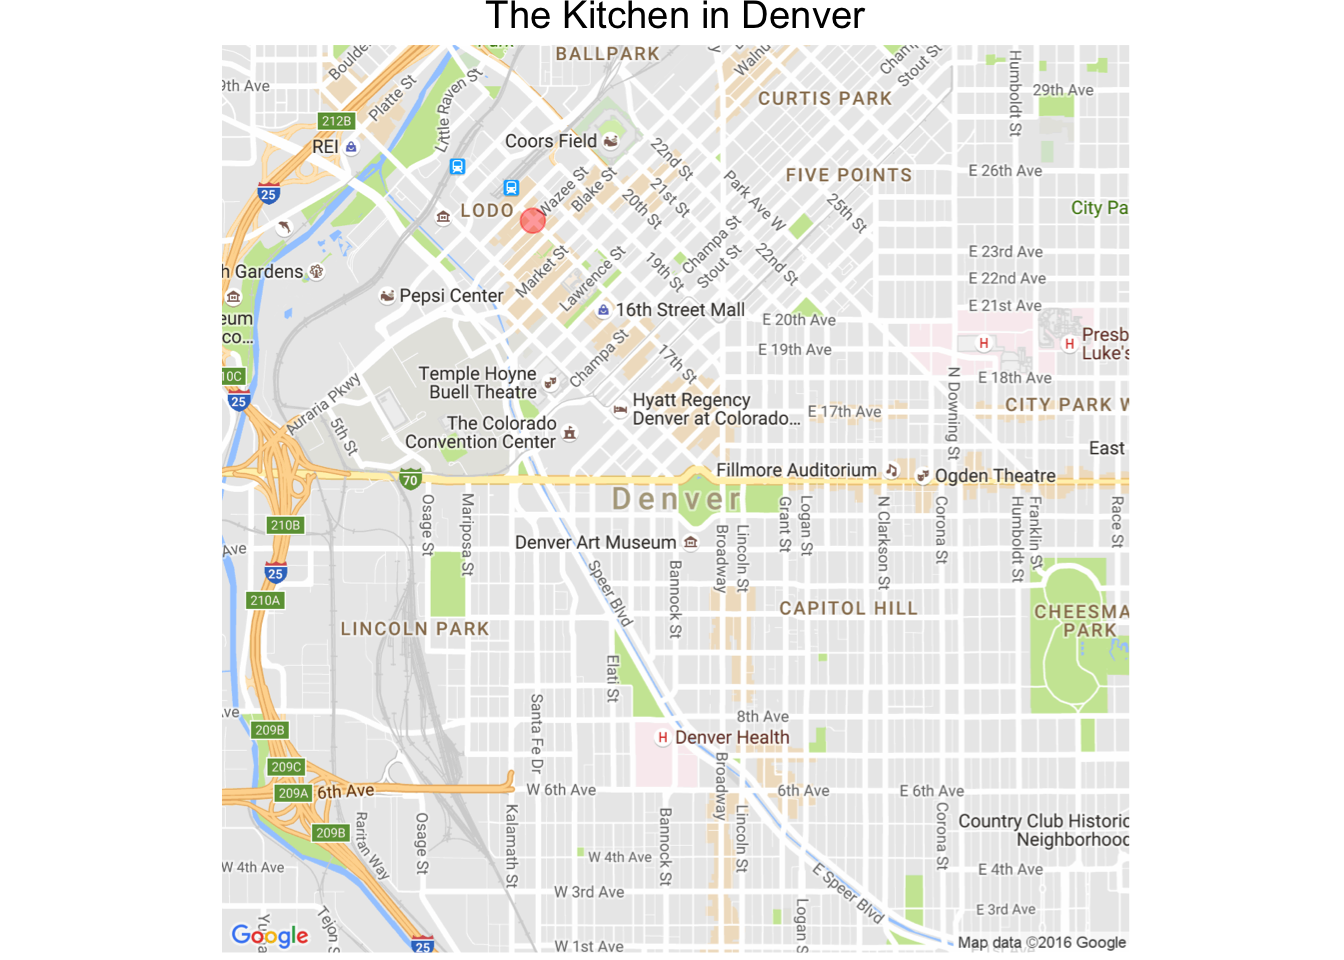 The Kitchen in Denver
BALLPARK
Boulde
Platte St
Little Raven St
9th Ave
212B
REI
Coors Field
Walnu
Cham
Stout St
CURTIS PARK
Humboldt St
29th Ave
22nd St
21st St
20th St
Park Ave W
FIVE POINTS
25th St
E 26th Ave
City Pa
25
LODO
Wazee St
Blake St
Market St
Lawrence St
19th St
Champa St
Stout St
22nd St
E 23rd Ave
E 22nd Ave
E 21st Ave
h Gardens
Pepsi Center
16th Street Mall
E 20th Ave
eum
co...
E 19th Ave
Presb
Luke's
H
H
10C
25
Temple Hoyne
Buell Theatre
Champa St
17th St
N Downing St
E 18th Ave
Auraria Pkwy
5th St
Hyatt Regency
Denver at Colorado...
E 17th Ave
CITY PARK W
The Colorado
Convention Center
East
70
Fillmore Auditorium
Ogden Theatre
Denver
Osage St
Mariposa St
Grant St
Logan St
N Clarkson St
Corona St
Humboldt St
Franklin St
Race St
210B
Ave
Denver Art Museum
Broadway
Lincoln St
25
210A
Speer Blvd
Bannock St
CAPITOL HILL
CHEESMA
PARK
LINCOLN PARK
Elati St
Santa Fe Dr
ve
8th Ave
209B
H
Denver Health
209C
209A
6th Ave
W 6th Ave
Broadway
6th Ave
E 6th Ave
209B
Raritan Way
Osage St
Kalamath St
Bannock St
Lincoln St
Corona St
Country Club Historic
Neighborhood
W 4th Ave
W 4th Ave
E 4th Ave
W 3rd Ave
E Speer Blvd
Logan S
E 3rd Ave
Tejon S
Google
25
W 1st Ave
Map data ©2016 Google